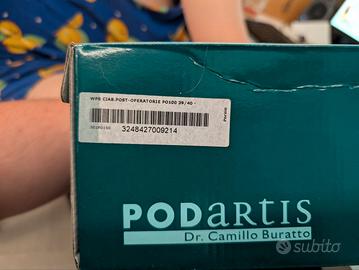 WPS CIAB.POST-OPERATORIE PO100 39/40 -
3248427009214
PODartis
Dr. Camillo Buratto
subito